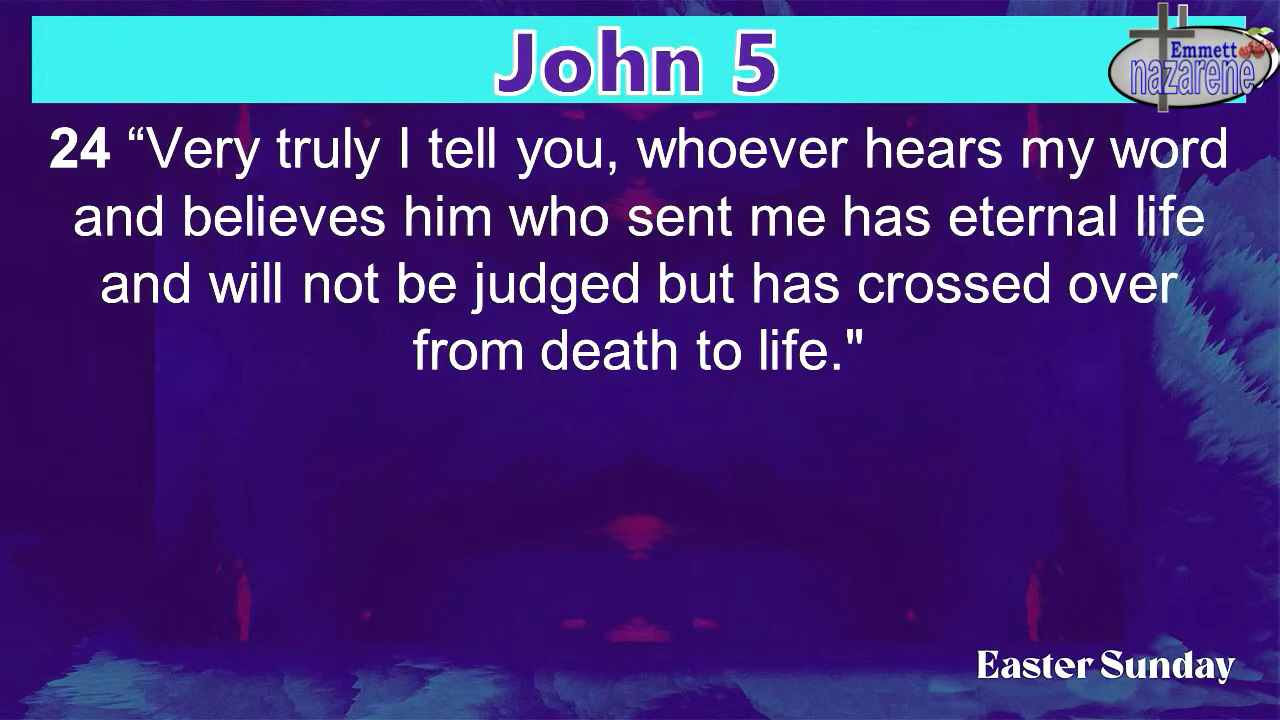 John 5
Emmett
nazarene
24 “Very truly I tell you, whoever hears my word
and believes him who sent me has eternal life
and will not be judged but has crossed over
from death to life."
Easter Sunday